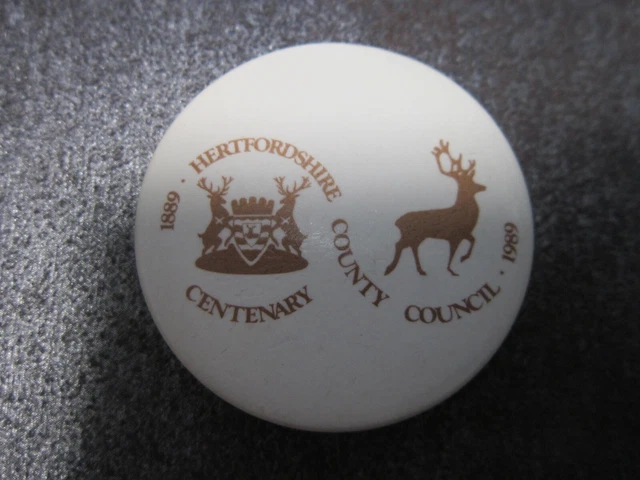 1889 · HERTFORDSHIRE COUNTY COUNCIL · 1989
CENTENARY